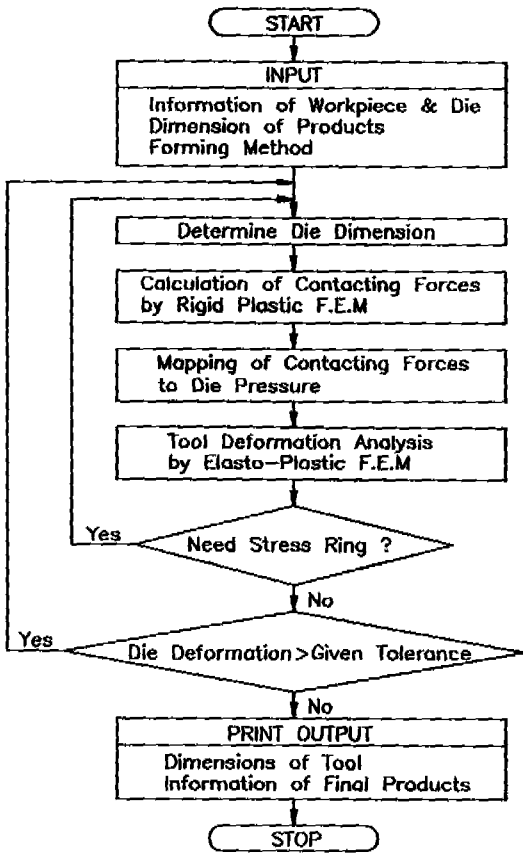 START
INPUT
Information of Workpiece & Die
Dimension of Products
Forming Method
Determine Die Dimension
Calculation of Contacting Forces
by Rigid Plastic F.E.M
Mapping of Contacting Forces
to Die Pressure
Tool Deformation Analysis
by Elasto-Plastic F.E.M
Yes
Need Stress Ring ?
No
Yes
Die Deformation>Given Tolerance
No
PRINT OUTPUT
Dimensions of Tool
Information of Final Products
STOP